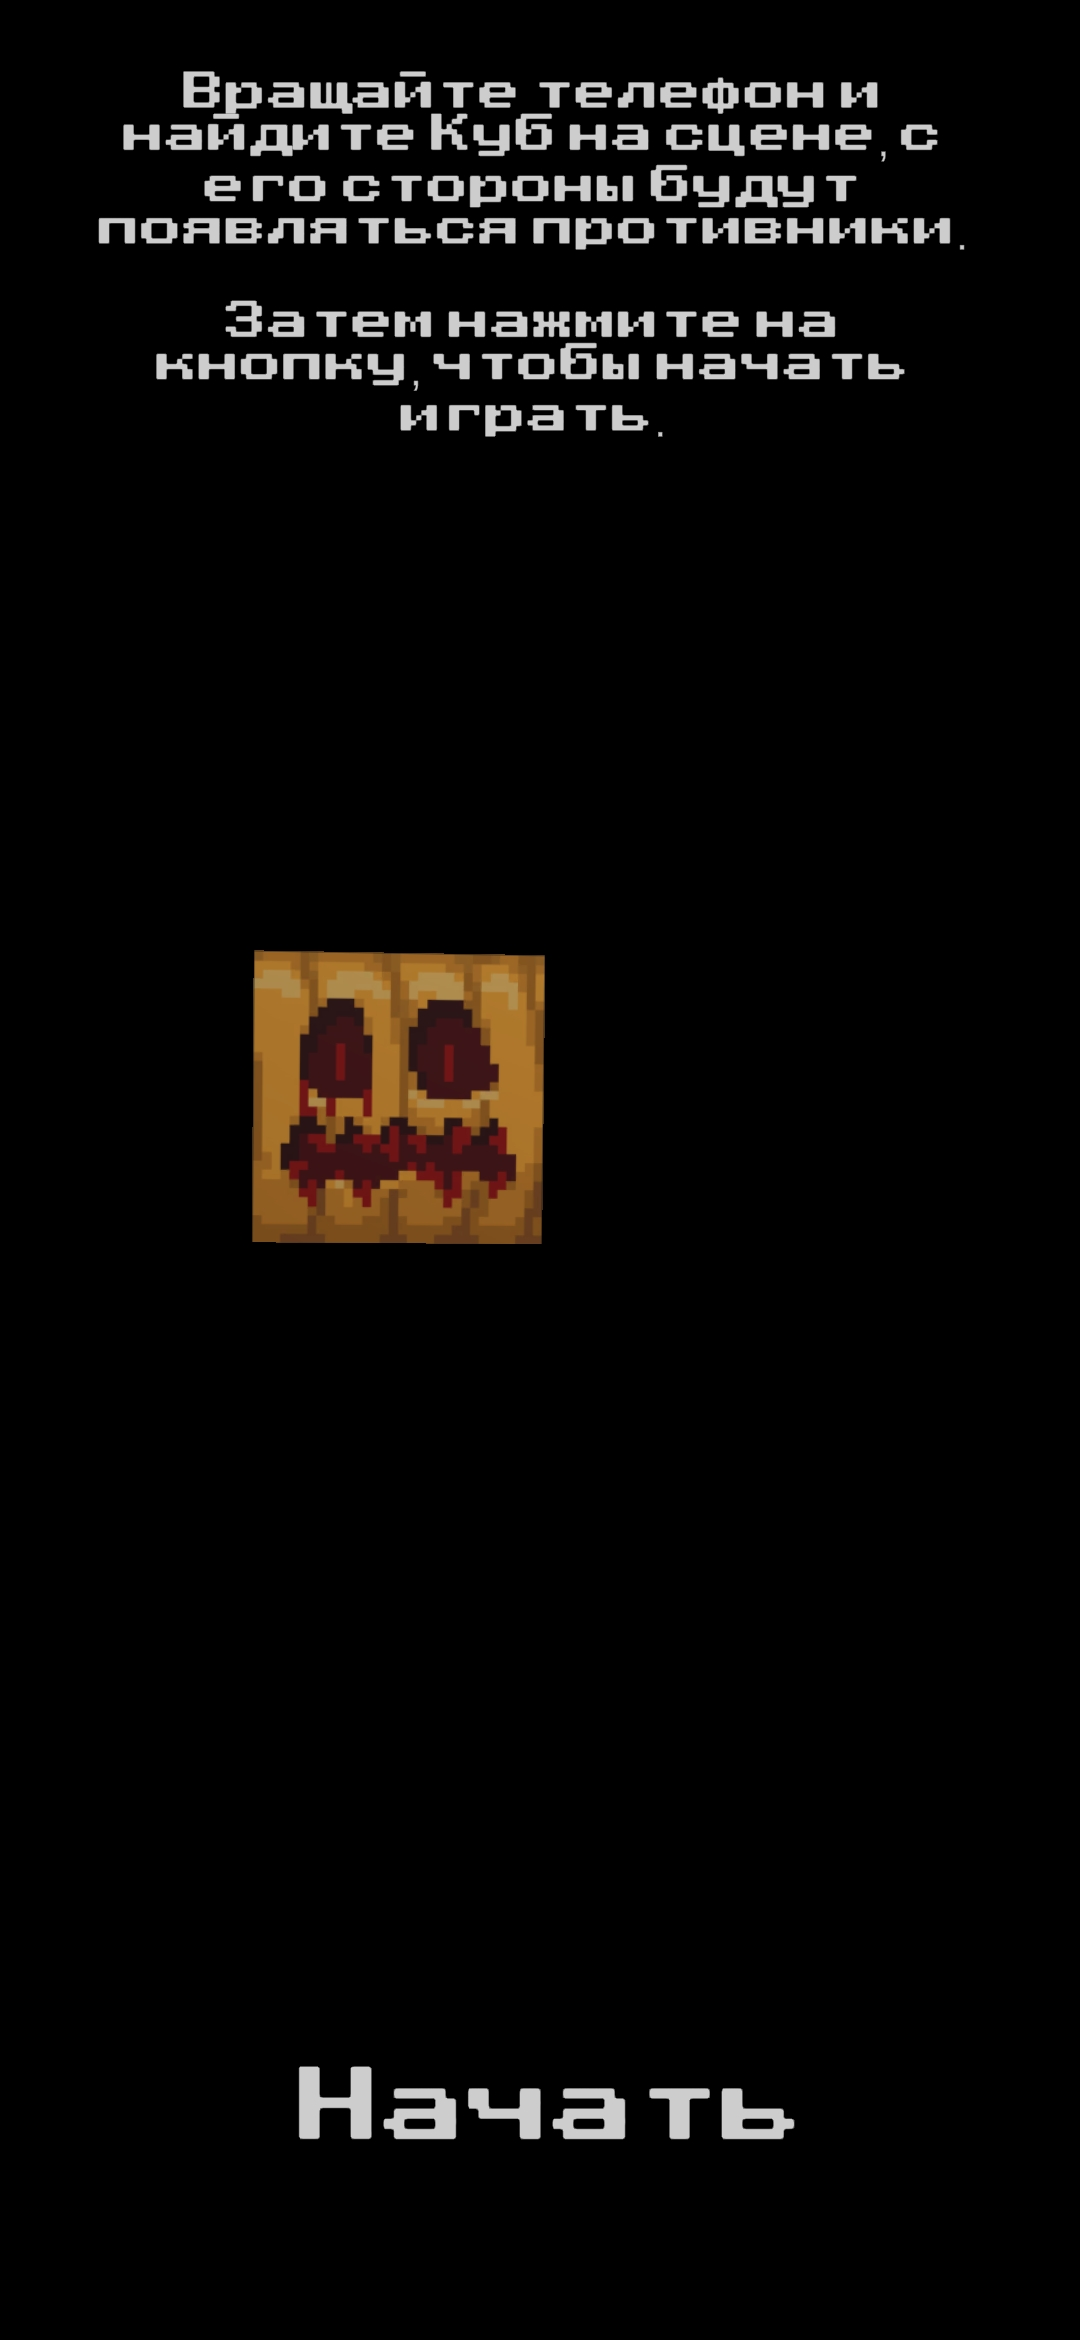 Вращайте телефон и
найдите Куб на сцене, с
его стороны будут
появляться противники.
Затем нажмите на
кнопку, чтобы начать
играть.
Начать